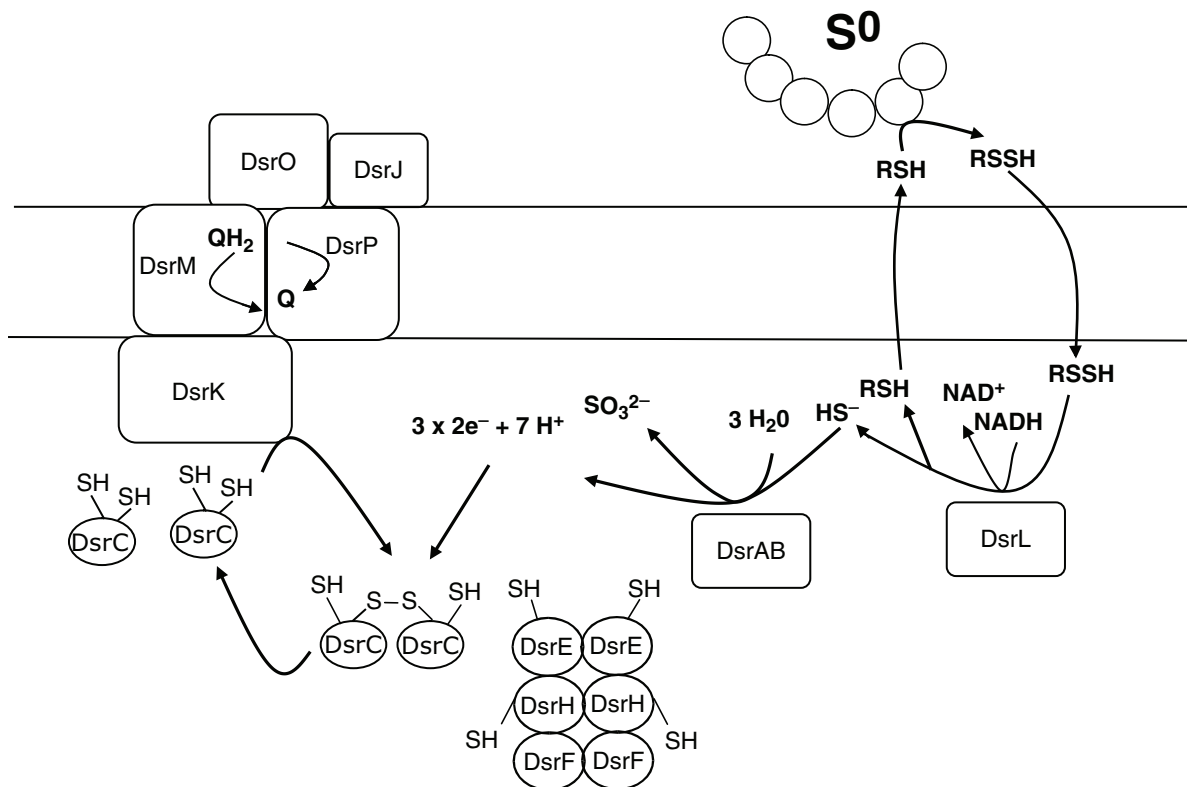 S0
DsrO
DsrJ
RSH
RSSH
QH2
DsrP
DsrM
Q
DsrK
RSSH
RSH
NAD+
SO3 2–
HS–
3 H20
NADH
3 x 2e– + 7 H+
SH
SH
SH
SH
DsrC
DsrC
DsrAB
DsrL
SH
S–S
SH
SH
SH
DsrC
DsrC
DsrE
DsrE
DsrH
DsrH
SH
SH
DsrF
DsrF